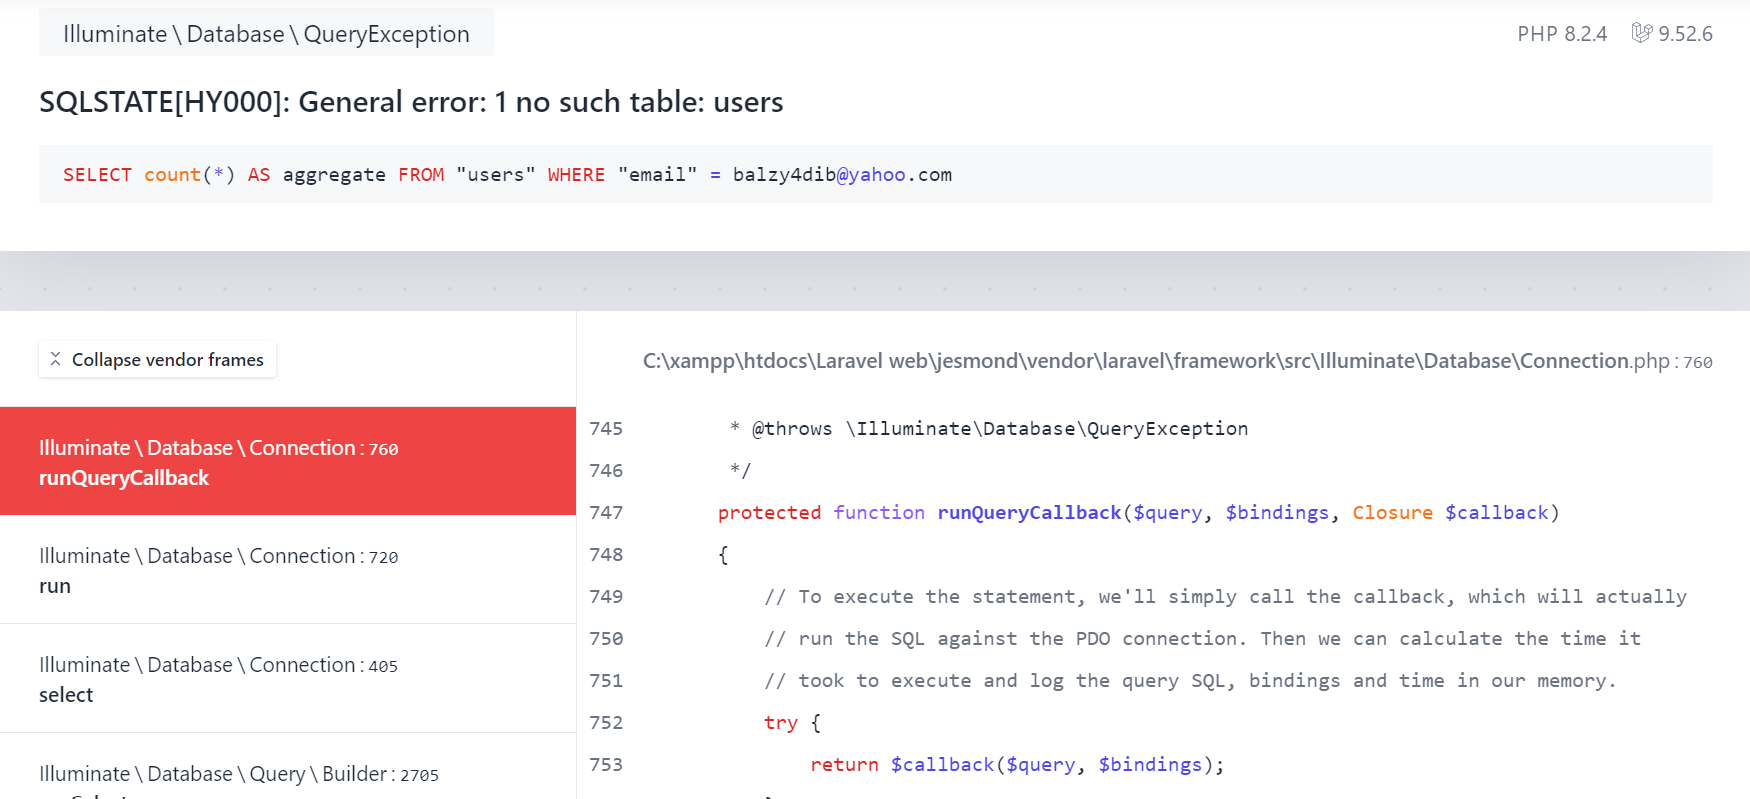 Illuminate \ Database \ QueryException
PHP 8.2.4 9.52.6
SQLSTATE[HY000]: General error: 1 no such table: users
SELECT count(*) AS aggregate FROM "users" WHERE "email" = balzy4dib@yahoo.com
Collapse vendor frames
C:\xampp\htdocs\Laravel web\jesmond\vendor\laravel\framework\src\Illuminate\Database\Connection.php : 760
Illuminate \ Database \ Connection : 760
runQueryCallback
Illuminate \ Database \ Connection : 720
run
Illuminate \ Database \ Connection : 405
select
Illuminate \ Database \ Query \ Builder : 2705
745 * @throws \Illuminate\Database\QueryException
746 */
747 protected function runQueryCallback($query, $bindings, Closure $callback)
748 {
749 // To execute the statement, we'll simply call the callback, which will actually
750 // run the SQL against the PDO connection. Then we can calculate the time it
751 // took to execute and log the query SQL, bindings and time in our memory.
752 try {
753 return $callback($query, $bindings);